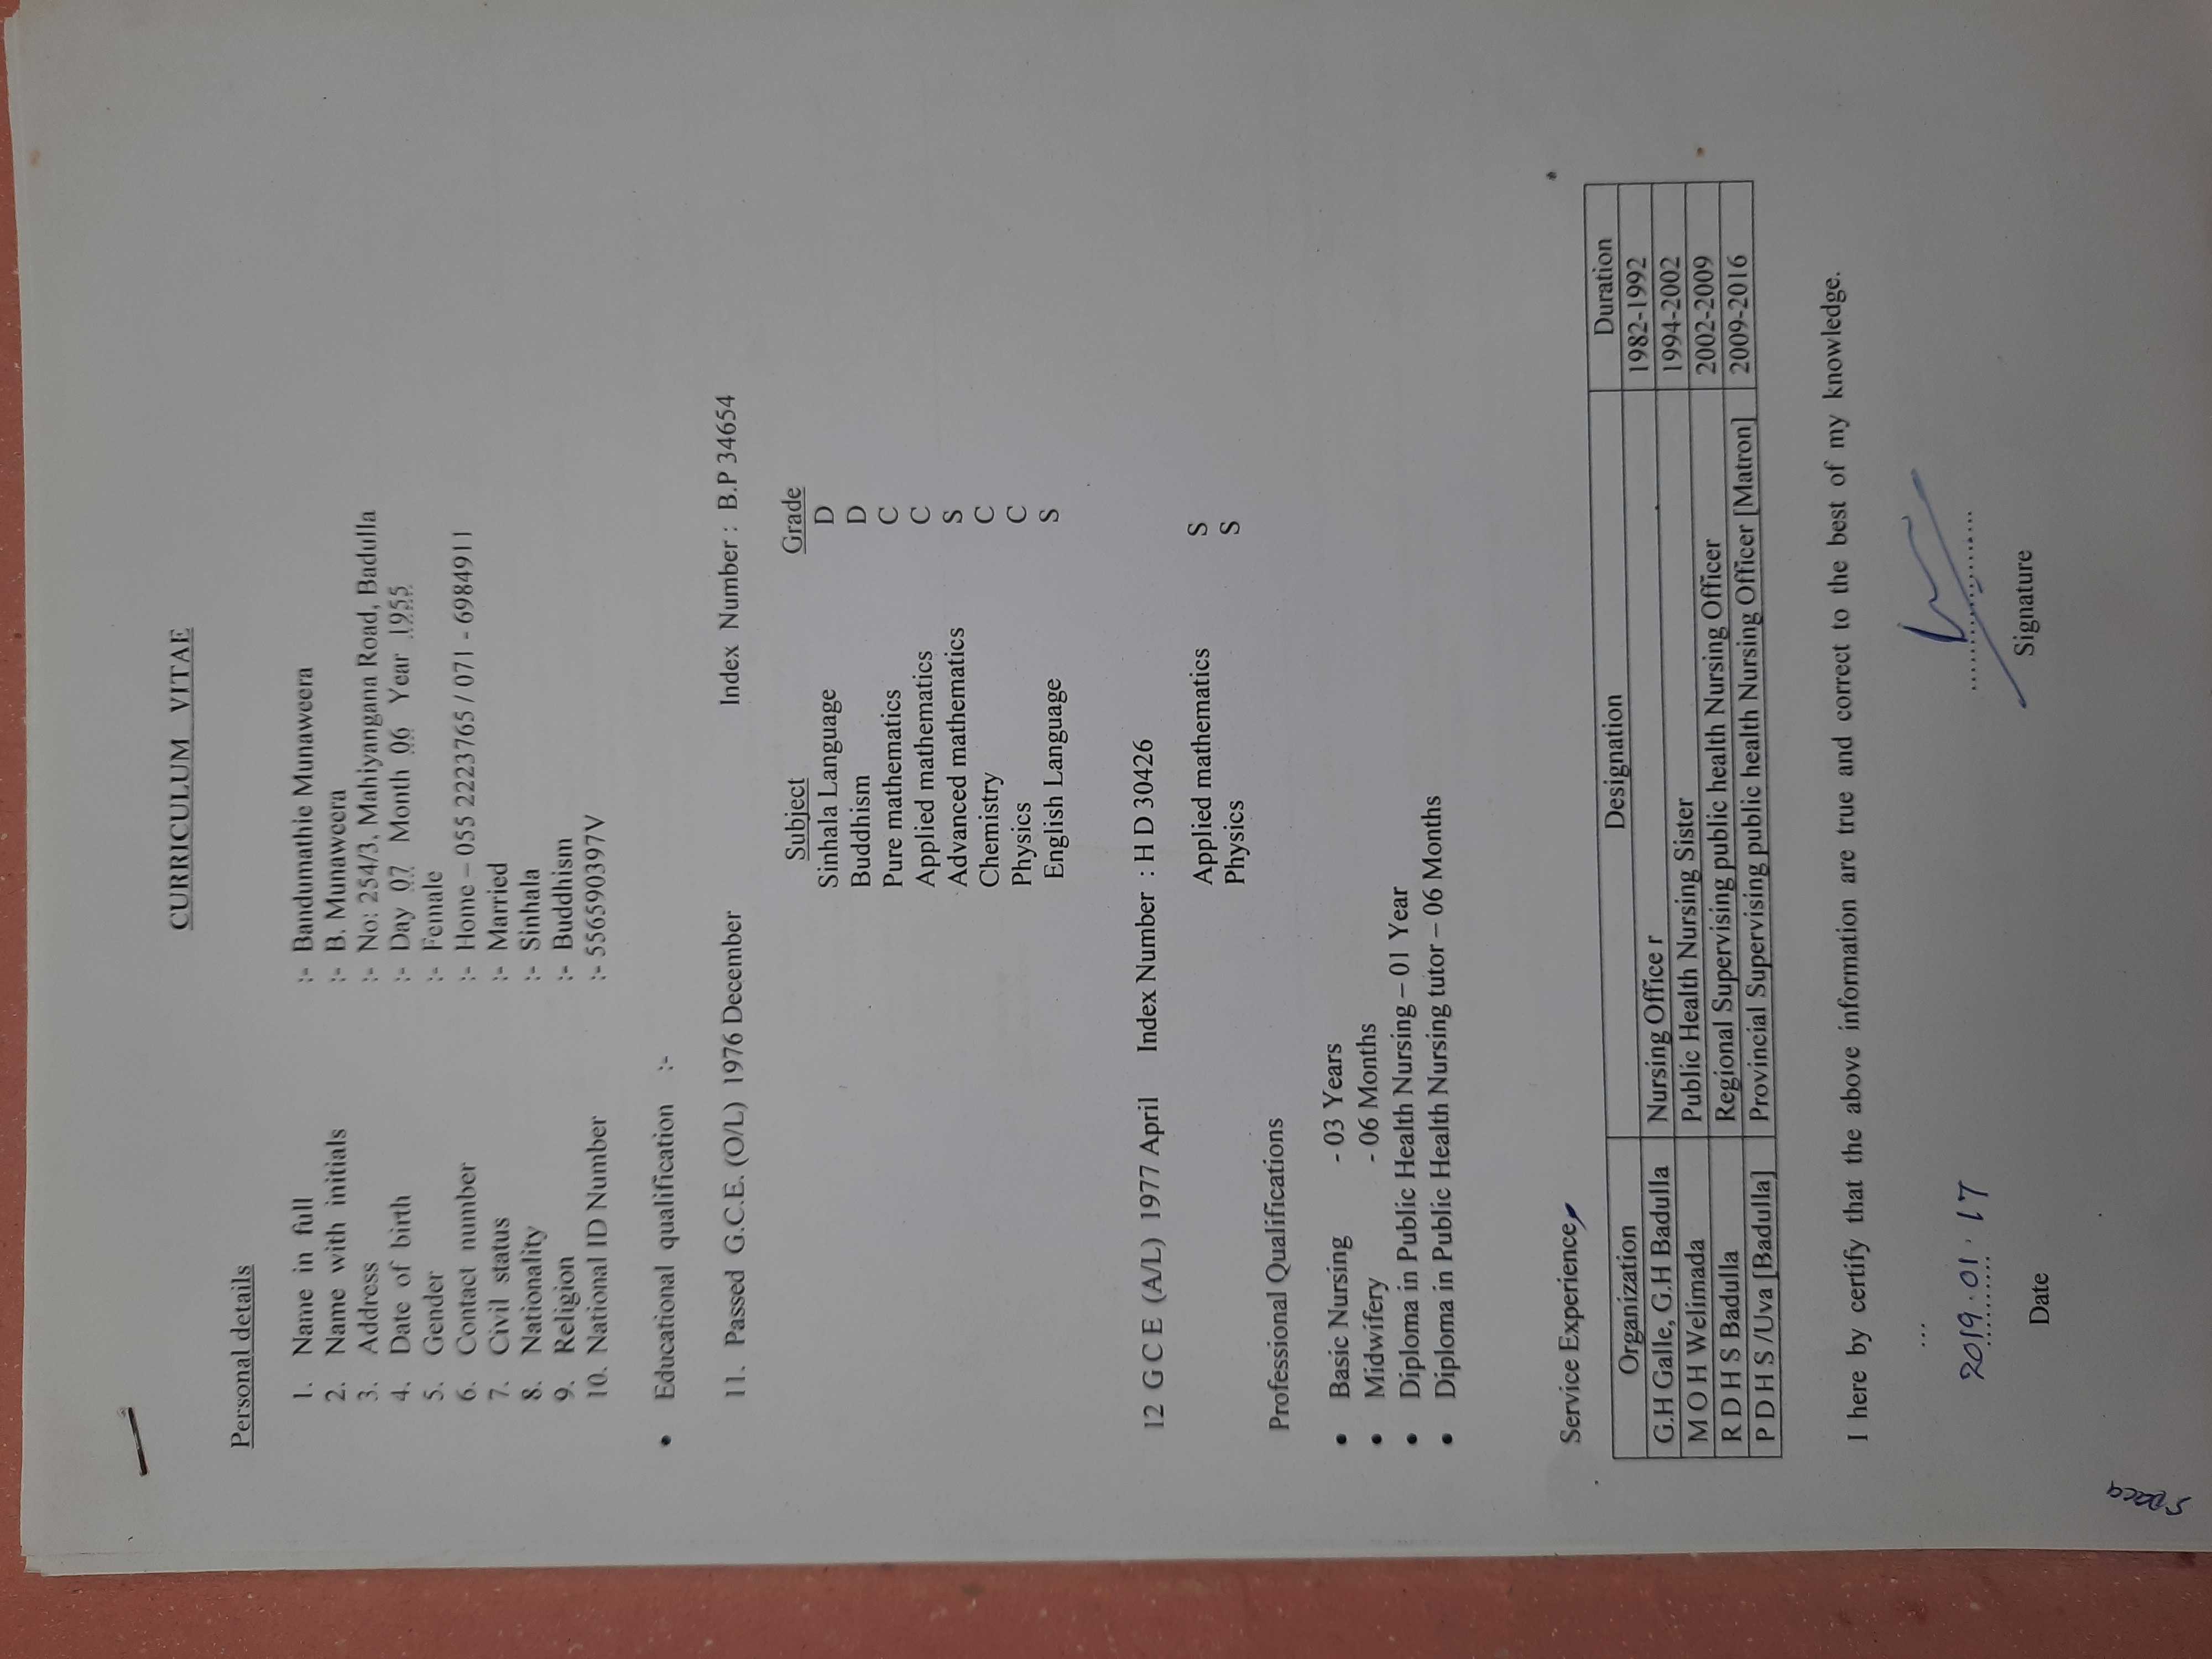 CURRICULUM VITAE
Personal details
1. Name in full :- Bandumathie Munaweera
2. Name with initials :- B. Munaweera
3. Address :- No: 254/3, Mahiyangana Road, Badulla
4. Date of birth :- Day 07 Month 06 Year 1955
5. Gender :- Female
6. Contact number :- Home – 055 2223765 / 071 - 6984911
7. Civil status :- Married
8. Nationality :- Sinhala
9. Religion :- Buddhism
10. National ID Number :- 556590397V
• Educational qualification :-
11. Passed G.C.E. (O/L) 1976 December Index Number : B.P 34654
Subject Grade
Sinhala Language D
Buddhism D
Pure mathematics C
Applied mathematics C
Advanced mathematics S
Chemistry C
Physics C
English Language S
12 G C E (A/L) 1977 April Index Number : H D 30426
Applied mathematics S
Physics S
Professional Qualifications
• Basic Nursing - 03 Years
• Midwifery - 06 Months
• Diploma in Public Health Nursing – 01 Year
• Diploma in Public Health Nursing tutor – 06 Months
Service Experience
Organization Designation Duration
G.H Galle, G.H Badulla Nursing Office r 1982-1992
M O H Welimada Public Health Nursing Sister 1994-2002
R D H S Badulla Regional Supervising public health Nursing Officer 2002-2009
P D H S /Uva [Badulla] Provincial Supervising public health Nursing Officer [Matron] 2009-2016
I here by certify that the above information are true and correct to the best of my knowledge.
...
2019.01.17
Date Signature